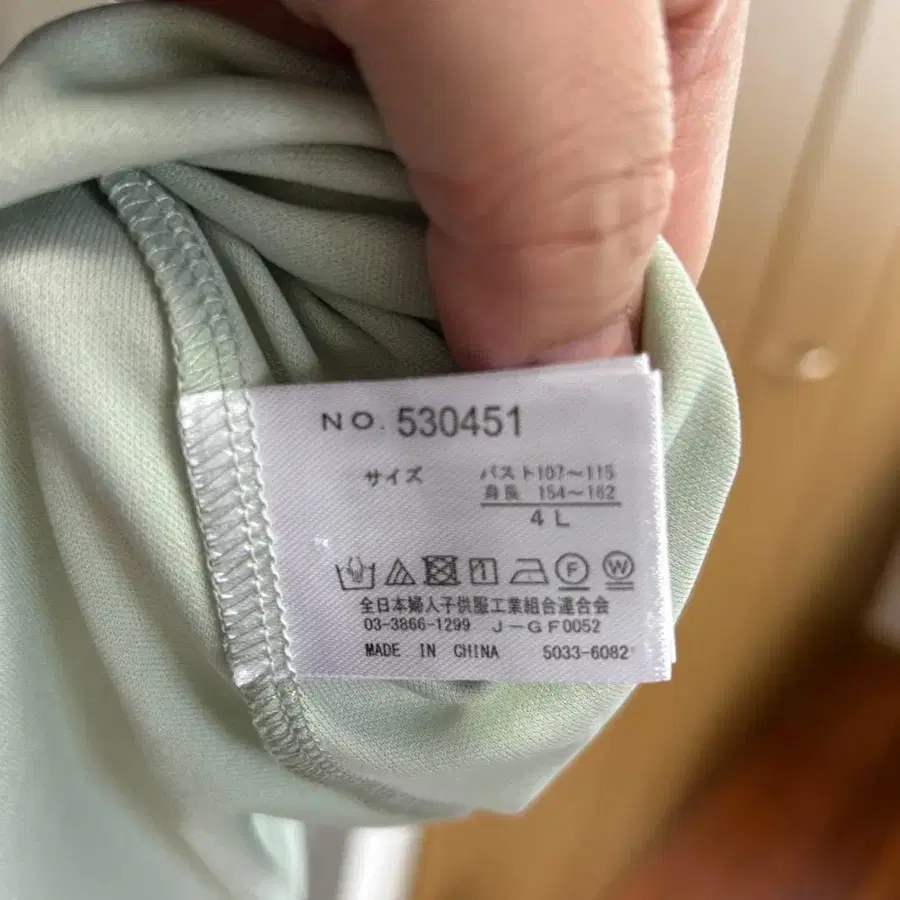 NO. 530451
サイズ バスト107～115
身長 154～162
4L
全日本婦人子供服工業組合連合会
03-3866-1299 J-GF0052
MADE IN CHINA 5033-6082